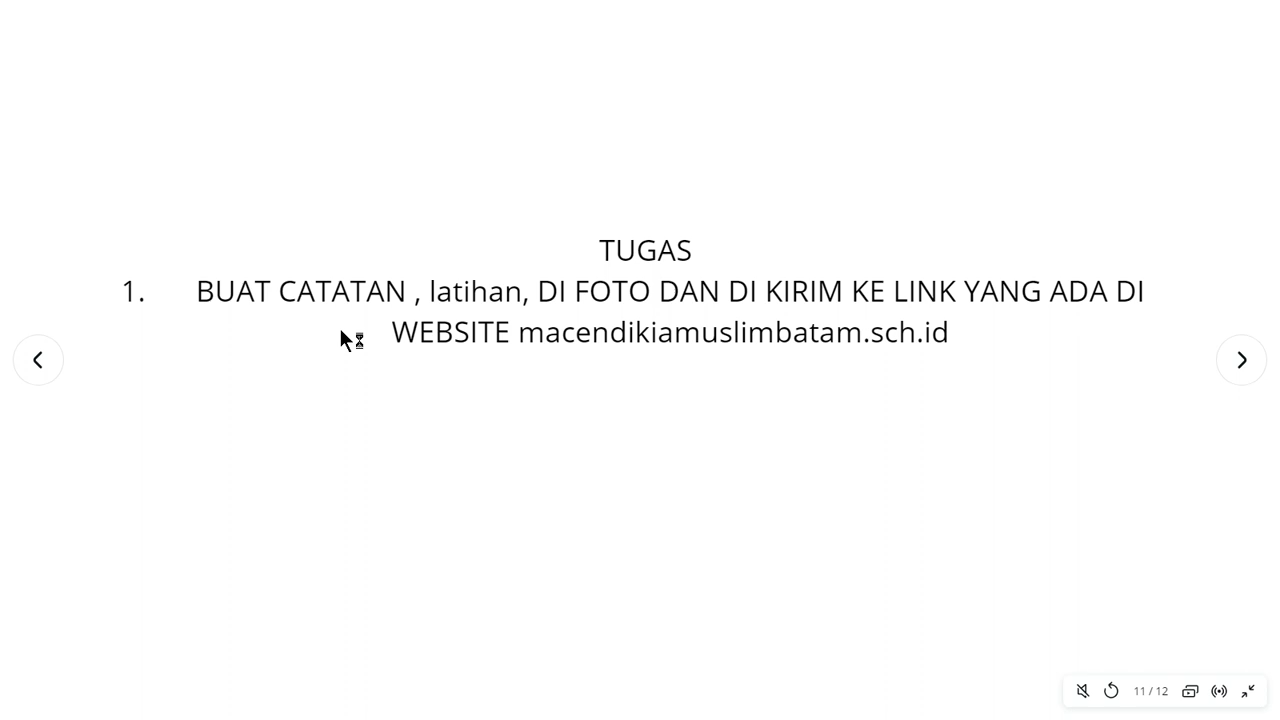 TUGAS
1. BUAT CATATAN , latihan, DI FOTO DAN DI KIRIM KE LINK YANG ADA DI
WEBSITE macendikiamuslimbatam.sch.id
11 / 12